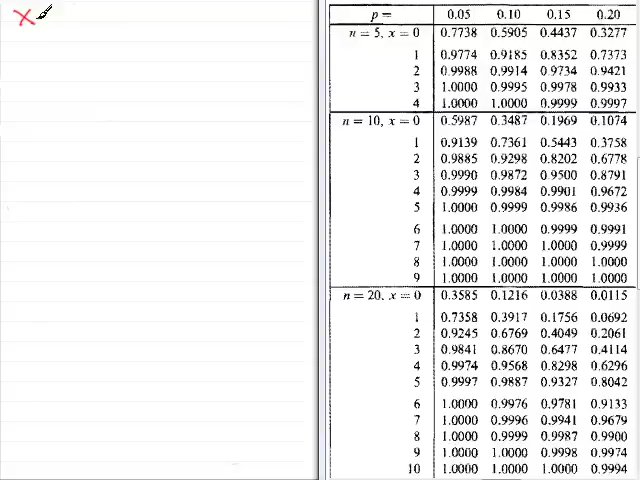 X
p = 0.05 0.10 0.15 0.20
n = 5, x = 0 0.7738 0.5905 0.4437 0.3277
1 0.9774 0.9185 0.8352 0.7373
2 0.9988 0.9914 0.9734 0.9421
3 1.0000 0.9995 0.9978 0.9933
4 1.0000 1.0000 0.9999 0.9997
n = 10, x = 0 0.5987 0.3487 0.1969 0.1074
1 0.9139 0.7361 0.5443 0.3758
2 0.9885 0.9298 0.8202 0.6778
3 0.9990 0.9872 0.9500 0.8791
4 0.9999 0.9984 0.9901 0.9672
5 1.0000 0.9999 0.9986 0.9936
6 1.0000 1.0000 0.9999 0.9991
7 1.0000 1.0000 1.0000 0.9999
8 1.0000 1.0000 1.0000 1.0000
9 1.0000 1.0000 1.0000 1.0000
n = 20, x = 0 0.3585 0.1216 0.0388 0.0115
1 0.7358 0.3917 0.1756 0.0692
2 0.9245 0.6769 0.4049 0.2061
3 0.9841 0.8670 0.6477 0.4114
4 0.9974 0.9568 0.8298 0.6296
5 0.9997 0.9887 0.9327 0.8042
6 1.0000 0.9976 0.9781 0.9133
7 1.0000 0.9996 0.9941 0.9679
8 1.0000 0.9999 0.9987 0.9900
9 1.0000 1.0000 0.9998 0.9974
10 1.0000 1.0000 1.0000 0.9994